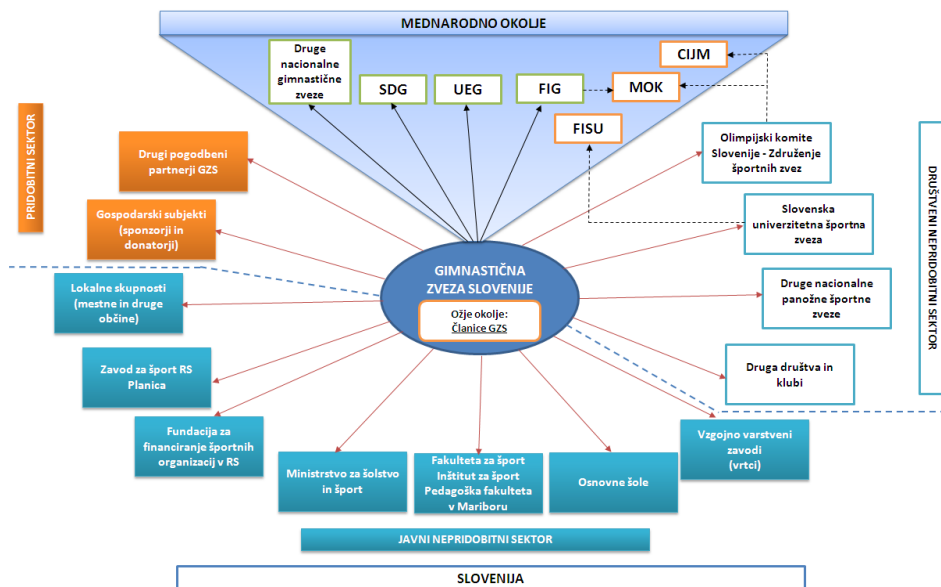 MEDNARODNO OKOLJE
Druge
nacionalne
gimnastične
zveze
SDG
UEG
FIG
MOK
CIJM
FISU
PRIDOBITNI SEKTOR
Drugi pogodbeni
partnerji GZS
Gospodarski subjekti
(sponzorji in
donatorji)
Olimpijski komite
Slovenije - Združenje
športnih zvez
Slovenska
univerzitetna športna
zveza
Druge nacionalne
panožne športne
zveze
Druga društva in
klubi
DRUŠTVENI NEPRIDOBITNI SEKTOR
GIMNASTIČNA
ZVEZA SLOVENIJE
Ožje okolje:
Članice GZS
Lokalne skupnosti
(mestne in druge
občine)
Zavod za šport RS
Planica
Fundacija za
financiranje športnih
organizacij v RS
Ministrstvo za šolstvo
in šport
Fakulteta za šport
Inštitut za šport
Pedagoška fakulteta
v Mariboru
Osnovne šole
Vzgojno varstveni
zavodi
(vrtci)
JAVNI NEPRIDOBITNI SEKTOR
SLOVENIJA